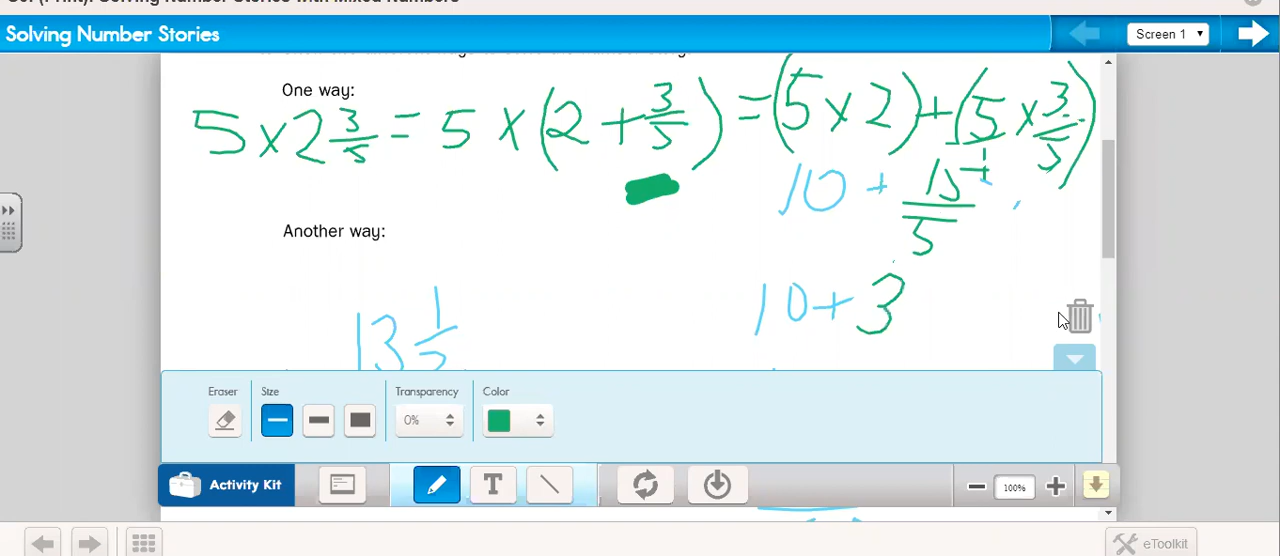 Solving Number Stories
Screen 1
One way:
5 × 2 3/5 = 5 × (2 + 3/5) = (5 × 2) + (5/1 × 3/5)
10 + 15/5
Another way:
10 + 3
13 1/2
Eraser Size Transparency Color
0%
Activity Kit T 100%
eToolkit